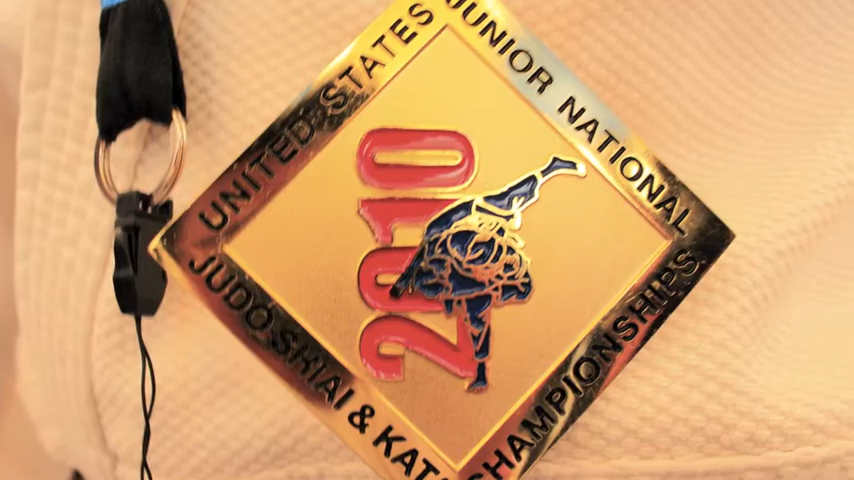 UNITED STATES
JUNIOR NATIONAL
JUDO SHIAI & KATA
CHAMPIONSHIPS
2010